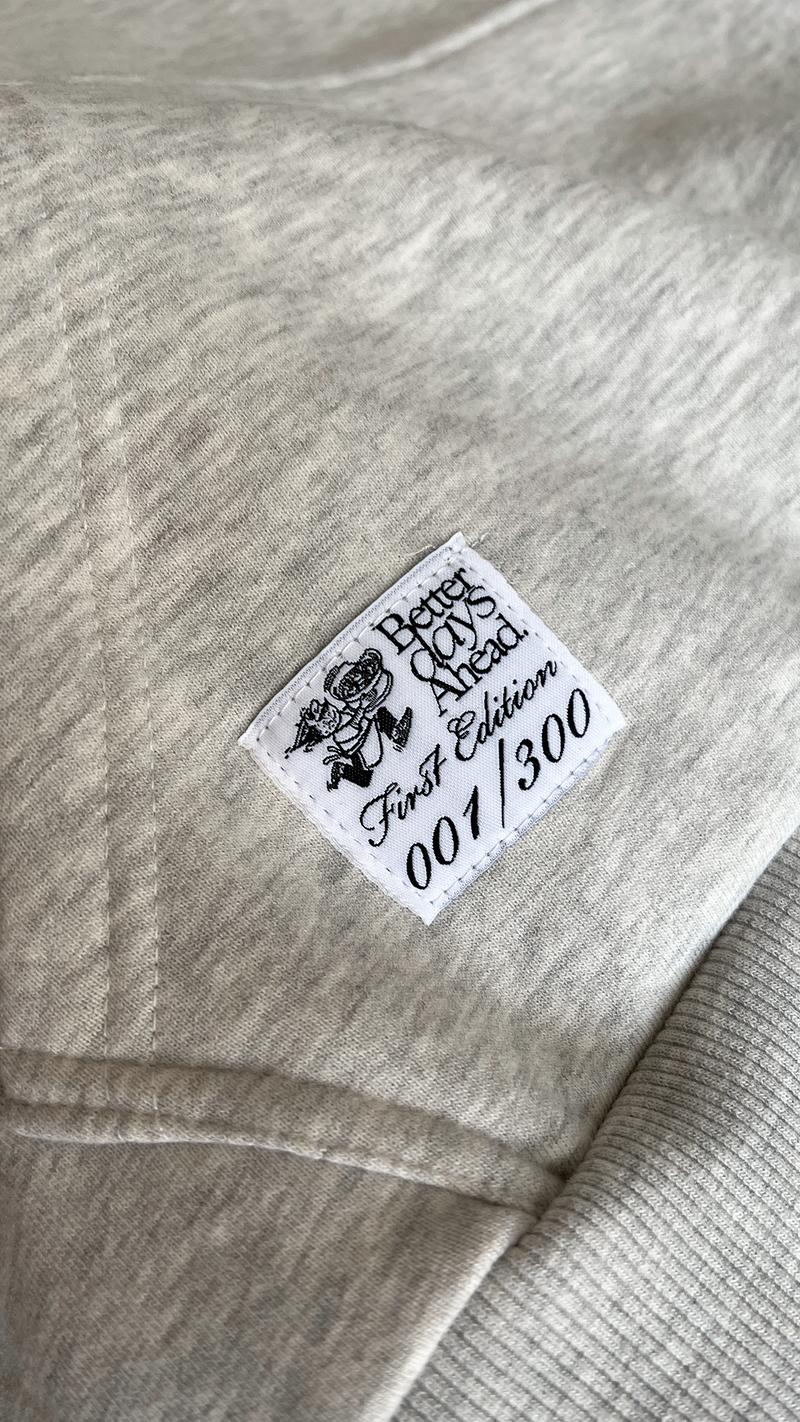 Better
days
Ahead.
First Edition
001/300